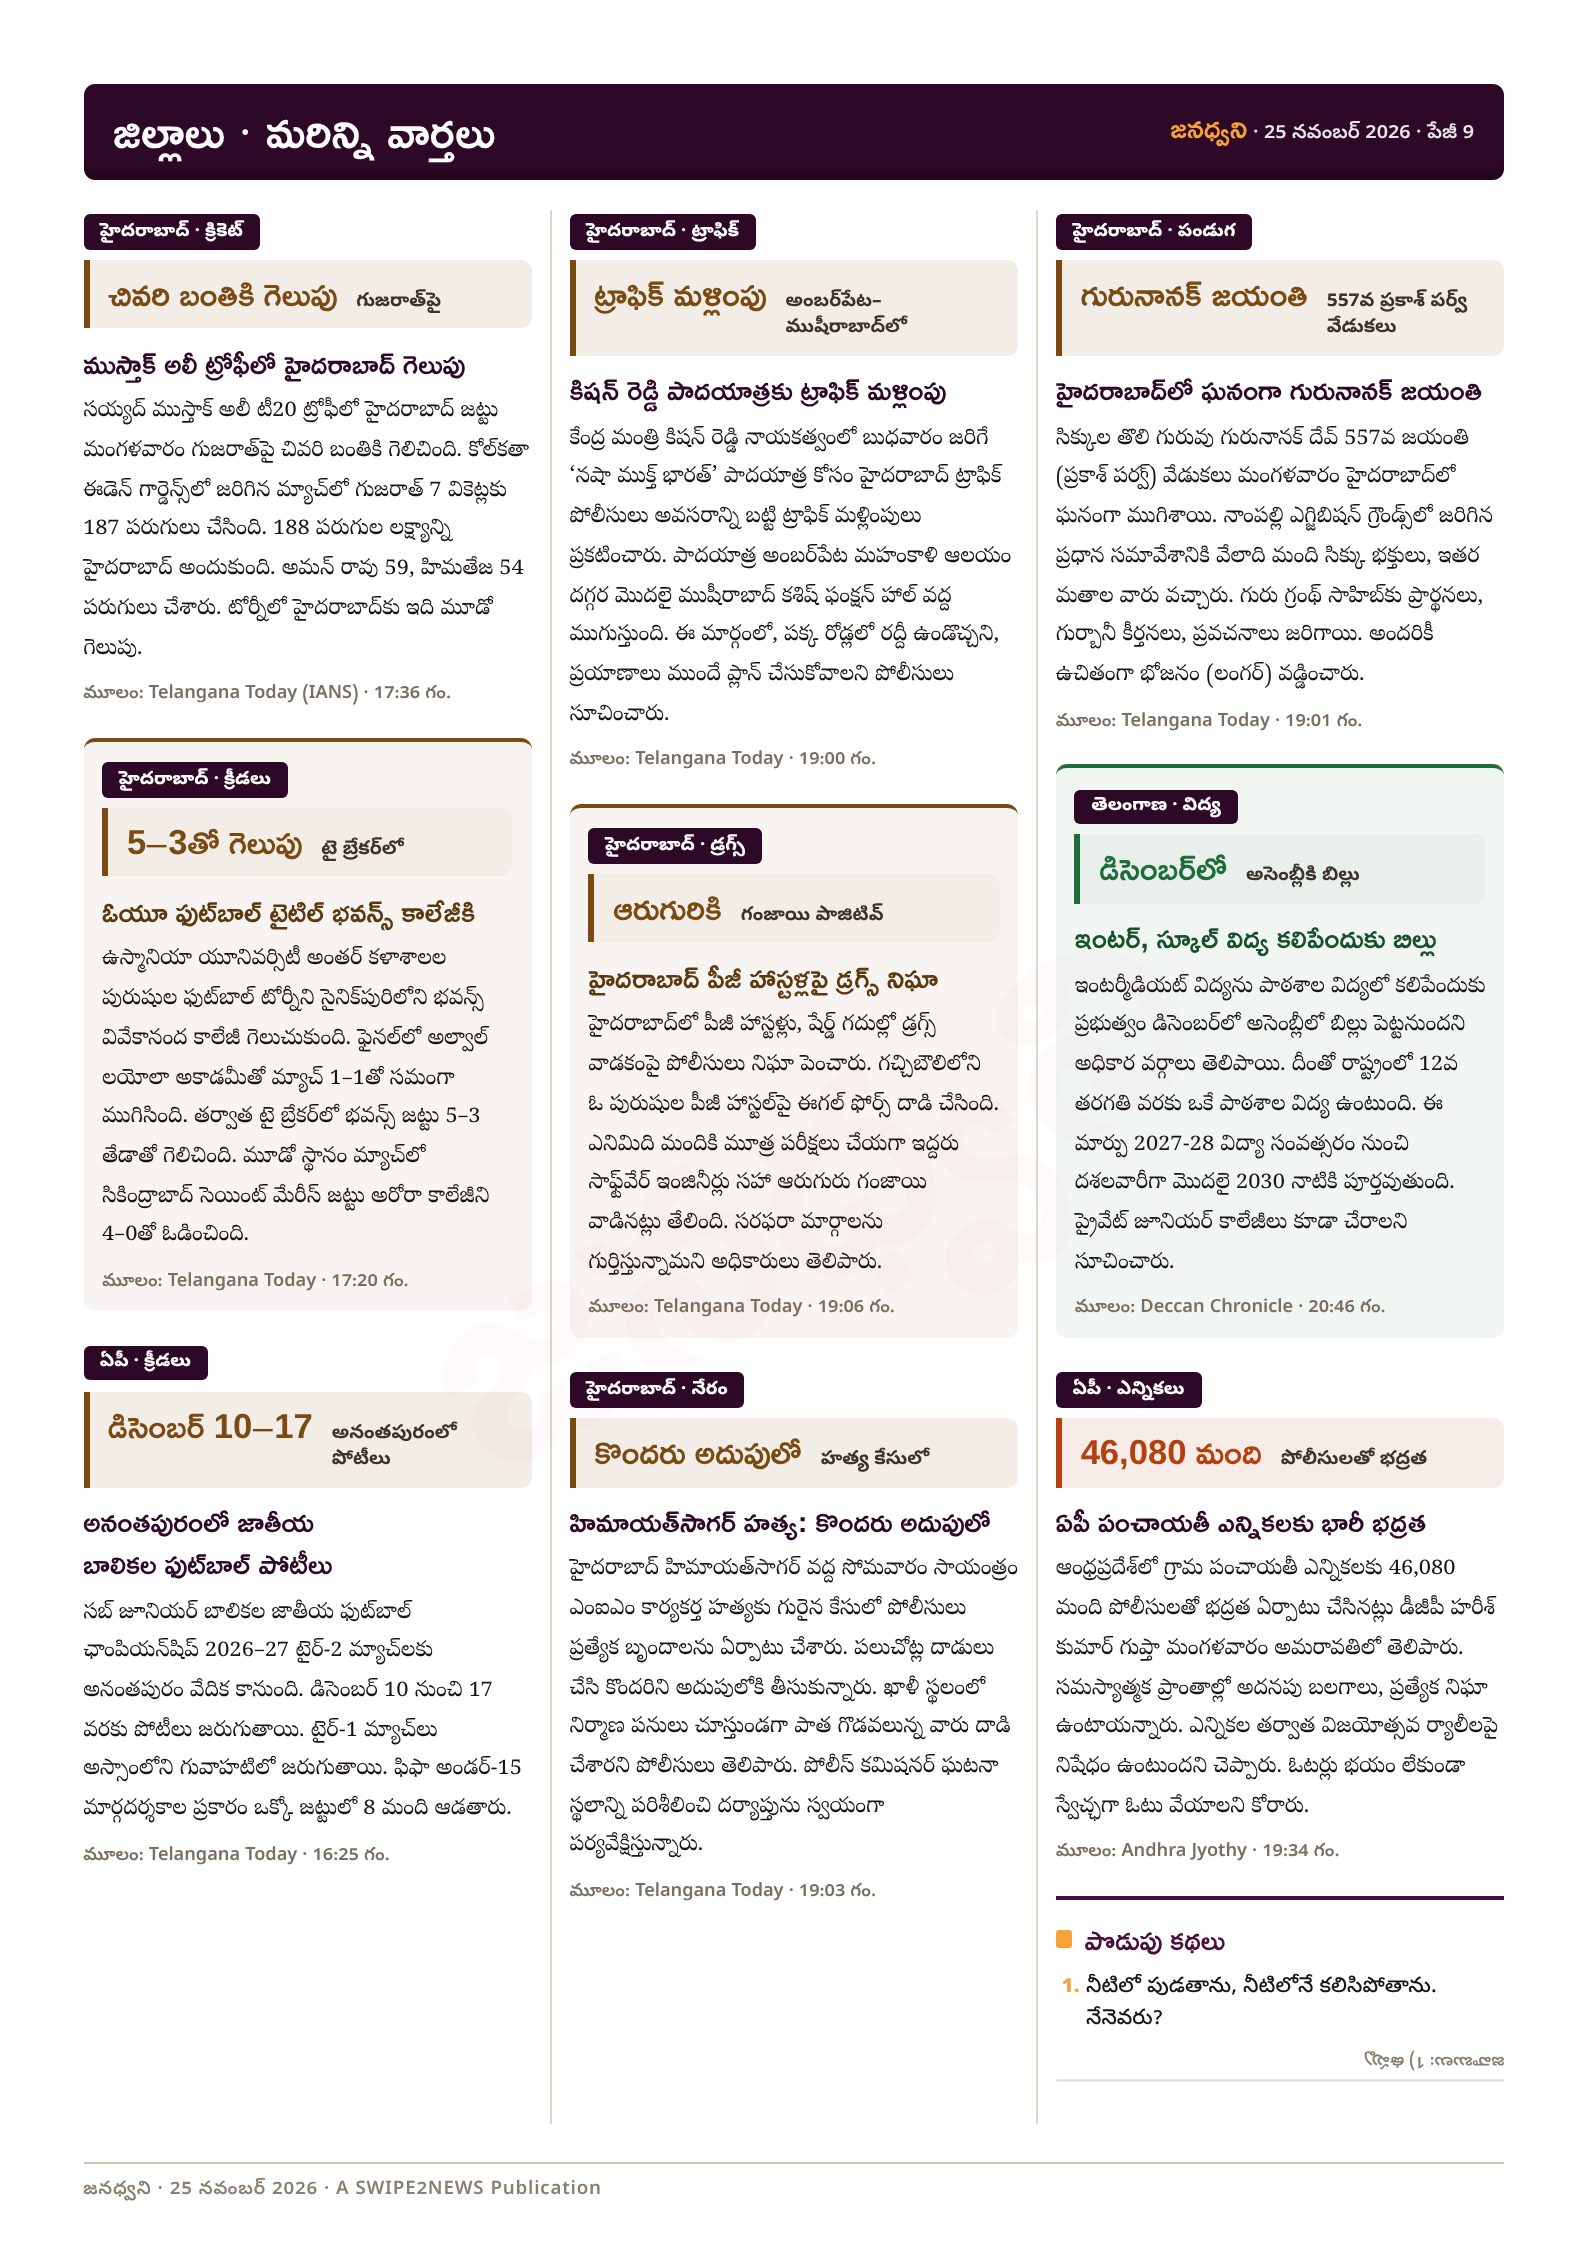 జిల్లాలు · మరిన్ని వార్తలు
జనధ్వని · 25 నవంబర్ 2026 · పేజీ 9
హైదరాబాద్ · క్రికెట్
చివరి బంతికి గెలుపు గుజరాత్‌పై
ముస్తాక్ అలీ ట్రోఫీలో హైదరాబాద్ గెలుపు
సయ్యద్ ముస్తాక్ అలీ టీ20 ట్రోఫీలో హైదరాబాద్ జట్టు
మంగళవారం గుజరాత్‌పై చివరి బంతికి గెలిచింది. కోల్‌కతా
ఈడెన్ గార్డెన్స్‌లో జరిగిన మ్యాచ్‌లో గుజరాత్ 7 వికెట్లకు
187 పరుగులు చేసింది. 188 పరుగుల లక్ష్యాన్ని
హైదరాబాద్ అందుకుంది. అమన్ రావు 59, హిమతేజ 54
పరుగులు చేశారు. టోర్నీలో హైదరాబాద్‌కు ఇది మూడో
గెలుపు.
మూలం: Telangana Today (IANS) · 17:36 గం.
హైదరాబాద్ · క్రీడలు
5–3తో గెలుపు టై బ్రేకర్‌లో
ఓయూ ఫుట్‌బాల్ టైటిల్ భవన్స్ కాలేజీకి
ఉస్మానియా యూనివర్సిటీ అంతర్ కళాశాలల
పురుషుల ఫుట్‌బాల్ టోర్నీని సైనిక్‌పురిలోని భవన్స్
వివేకానంద కాలేజీ గెలుచుకుంది. ఫైనల్‌లో అల్వాల్
లయోలా అకాడమీతో మ్యాచ్ 1–1తో సమంగా
ముగిసింది. తర్వాత టై బ్రేకర్‌లో భవన్స్ జట్టు 5–3
తేడాతో గెలిచింది. మూడో స్థానం మ్యాచ్‌లో
సికింద్రాబాద్ సెయింట్ మేరీస్ జట్టు అరోరా కాలేజీని
4–0తో ఓడించింది.
మూలం: Telangana Today · 17:20 గం.
ఏపీ · క్రీడలు
డిసెంబర్ 10–17 అనంతపురంలో
పోటీలు
అనంతపురంలో జాతీయ
బాలికల ఫుట్‌బాల్ పోటీలు
సబ్ జూనియర్ బాలికల జాతీయ ఫుట్‌బాల్
ఛాంపియన్‌షిప్ 2026–27 టైర్-2 మ్యాచ్‌లకు
అనంతపురం వేదిక కానుంది. డిసెంబర్ 10 నుంచి 17
వరకు పోటీలు జరుగుతాయి. టైర్-1 మ్యాచ్‌లు
అస్సాంలోని గువాహటిలో జరుగుతాయి. ఫిఫా అండర్-15
మార్గదర్శకాల ప్రకారం ఒక్కో జట్టులో 8 మంది ఆడతారు.
మూలం: Telangana Today · 16:25 గం.
హైదరాబాద్ · ట్రాఫిక్
ట్రాఫిక్ మళ్లింపు అంబర్‌పేట–
ముషీరాబాద్‌లో
కిషన్ రెడ్డి పాదయాత్రకు ట్రాఫిక్ మళ్లింపు
కేంద్ర మంత్రి కిషన్ రెడ్డి నాయకత్వంలో బుధవారం జరిగే
‘నషా ముక్త్ భారత్’ పాదయాత్ర కోసం హైదరాబాద్ ట్రాఫిక్
పోలీసులు అవసరాన్ని బట్టి ట్రాఫిక్ మళ్లింపులు
ప్రకటించారు. పాదయాత్ర అంబర్‌పేట మహంకాళి ఆలయం
దగ్గర మొదలై ముషీరాబాద్ కశిష్ ఫంక్షన్ హాల్ వద్ద
ముగుస్తుంది. ఈ మార్గంలో, పక్క రోడ్లలో రద్దీ ఉండొచ్చని,
ప్రయాణాలు ముందే ప్లాన్ చేసుకోవాలని పోలీసులు
సూచించారు.
మూలం: Telangana Today · 19:00 గం.
హైదరాబాద్ · డ్రగ్స్
ఆరుగురికి గంజాయి పాజిటివ్
హైదరాబాద్ పీజీ హాస్టళ్లపై డ్రగ్స్ నిఘా
హైదరాబాద్‌లో పీజీ హాస్టళ్లు, షేర్డ్ గదుల్లో డ్రగ్స్
వాడకంపై పోలీసులు నిఘా పెంచారు. గచ్చిబౌలిలోని
ఓ పురుషుల పీజీ హాస్టల్‌పై ఈగల్ ఫోర్స్ దాడి చేసింది.
ఎనిమిది మందికి మూత్ర పరీక్షలు చేయగా ఇద్దరు
సాఫ్ట్‌వేర్ ఇంజినీర్లు సహా ఆరుగురు గంజాయి
వాడినట్లు తేలింది. సరఫరా మార్గాలను
గుర్తిస్తున్నామని అధికారులు తెలిపారు.
మూలం: Telangana Today · 19:06 గం.
హైదరాబాద్ · నేరం
కొందరు అదుపులో హత్య కేసులో
హిమాయత్‌సాగర్ హత్య: కొందరు అదుపులో
హైదరాబాద్ హిమాయత్‌సాగర్ వద్ద సోమవారం సాయంత్రం
ఎంఐఎం కార్యకర్త హత్యకు గురైన కేసులో పోలీసులు
ప్రత్యేక బృందాలను ఏర్పాటు చేశారు. పలుచోట్ల దాడులు
చేసి కొందరిని అదుపులోకి తీసుకున్నారు. ఖాళీ స్థలంలో
నిర్మాణ పనులు చూస్తుండగా పాత గొడవలున్న వారు దాడి
చేశారని పోలీసులు తెలిపారు. పోలీస్ కమిషనర్ ఘటనా
స్థలాన్ని పరిశీలించి దర్యాప్తును స్వయంగా
పర్యవేక్షిస్తున్నారు.
మూలం: Telangana Today · 19:03 గం.
హైదరాబాద్ · పండుగ
గురునానక్ జయంతి 557వ ప్రకాశ్ పర్వ్
వేడుకలు
హైదరాబాద్‌లో ఘనంగా గురునానక్ జయంతి
సిక్కుల తొలి గురువు గురునానక్ దేవ్ 557వ జయంతి
(ప్రకాశ్ పర్వ్) వేడుకలు మంగళవారం హైదరాబాద్‌లో
ఘనంగా ముగిశాయి. నాంపల్లి ఎగ్జిబిషన్ గ్రౌండ్స్‌లో జరిగిన
ప్రధాన సమావేశానికి వేలాది మంది సిక్కు భక్తులు, ఇతర
మతాల వారు వచ్చారు. గురు గ్రంథ్ సాహిబ్‌కు ప్రార్థనలు,
గుర్బానీ కీర్తనలు, ప్రవచనాలు జరిగాయి. అందరికీ
ఉచితంగా భోజనం (లంగర్) వడ్డించారు.
మూలం: Telangana Today · 19:01 గం.
తెలంగాణ · విద్య
డిసెంబర్‌లో అసెంబ్లీకి బిల్లు
ఇంటర్, స్కూల్ విద్య కలిపేందుకు బిల్లు
ఇంటర్మీడియట్ విద్యను పాఠశాల విద్యలో కలిపేందుకు
ప్రభుత్వం డిసెంబర్‌లో అసెంబ్లీలో బిల్లు పెట్టనుందని
అధికార వర్గాలు తెలిపాయి. దీంతో రాష్ట్రంలో 12వ
తరగతి వరకు ఒకే పాఠశాల విద్య ఉంటుంది. ఈ
మార్పు 2027-28 విద్యా సంవత్సరం నుంచి
దశలవారీగా మొదలై 2030 నాటికి పూర్తవుతుంది.
ప్రైవేట్ జూనియర్ కాలేజీలు కూడా చేరాలని
సూచించారు.
మూలం: Deccan Chronicle · 20:46 గం.
ఏపీ · ఎన్నికలు
46,080 మంది పోలీసులతో భద్రత
ఏపీ పంచాయతీ ఎన్నికలకు భారీ భద్రత
ఆంధ్రప్రదేశ్‌లో గ్రామ పంచాయతీ ఎన్నికలకు 46,080
మంది పోలీసులతో భద్రత ఏర్పాటు చేసినట్లు డీజీపీ హరీశ్
కుమార్ గుప్తా మంగళవారం అమరావతిలో తెలిపారు.
సమస్యాత్మక ప్రాంతాల్లో అదనపు బలగాలు, ప్రత్యేక నిఘా
ఉంటాయన్నారు. ఎన్నికల తర్వాత విజయోత్సవ ర్యాలీలపై
నిషేధం ఉంటుందని చెప్పారు. ఓటర్లు భయం లేకుండా
స్వేచ్ఛగా ఓటు వేయాలని కోరారు.
మూలం: Andhra Jyothy · 19:34 గం.
పొడుపు కథలు
1. నీటిలో పుడతాను, నీటిలోనే కలిసిపోతాను.
నేనెవరు?
జవాబులు: 1) ఉప్పు
జనధ్వని · 25 నవంబర్ 2026 · A SWIPE2NEWS Publication
జనధ్వని